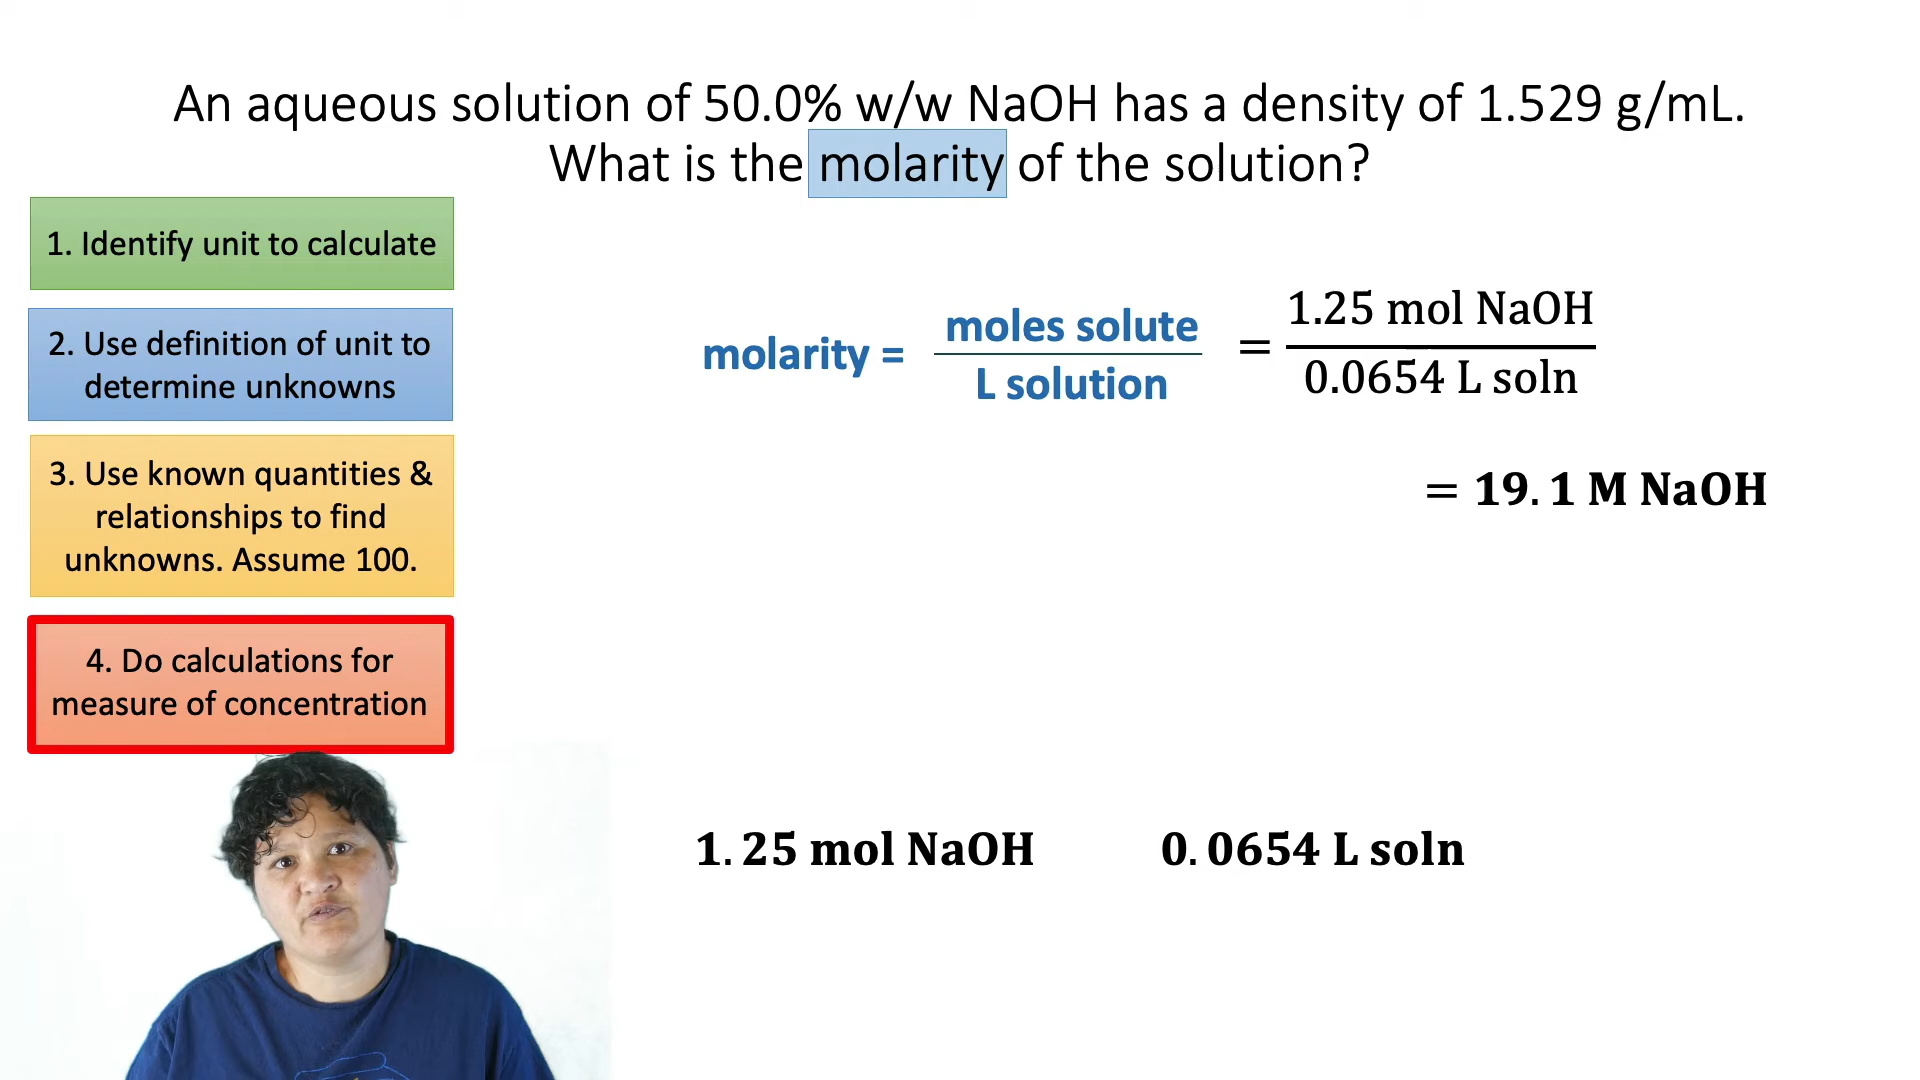 An aqueous solution of 50.0% w/w NaOH has a density of 1.529 g/mL.
What is the molarity of the solution?
1. Identify unit to calculate
2. Use definition of unit to
determine unknowns
3. Use known quantities &
relationships to find
unknowns. Assume 100.
4. Do calculations for
measure of concentration
molarity =
moles solute
L solution
=
1.25 mol NaOH
0.0654 L soln
= 19.1 M NaOH
1.25 mol NaOH
0.0654 L soln